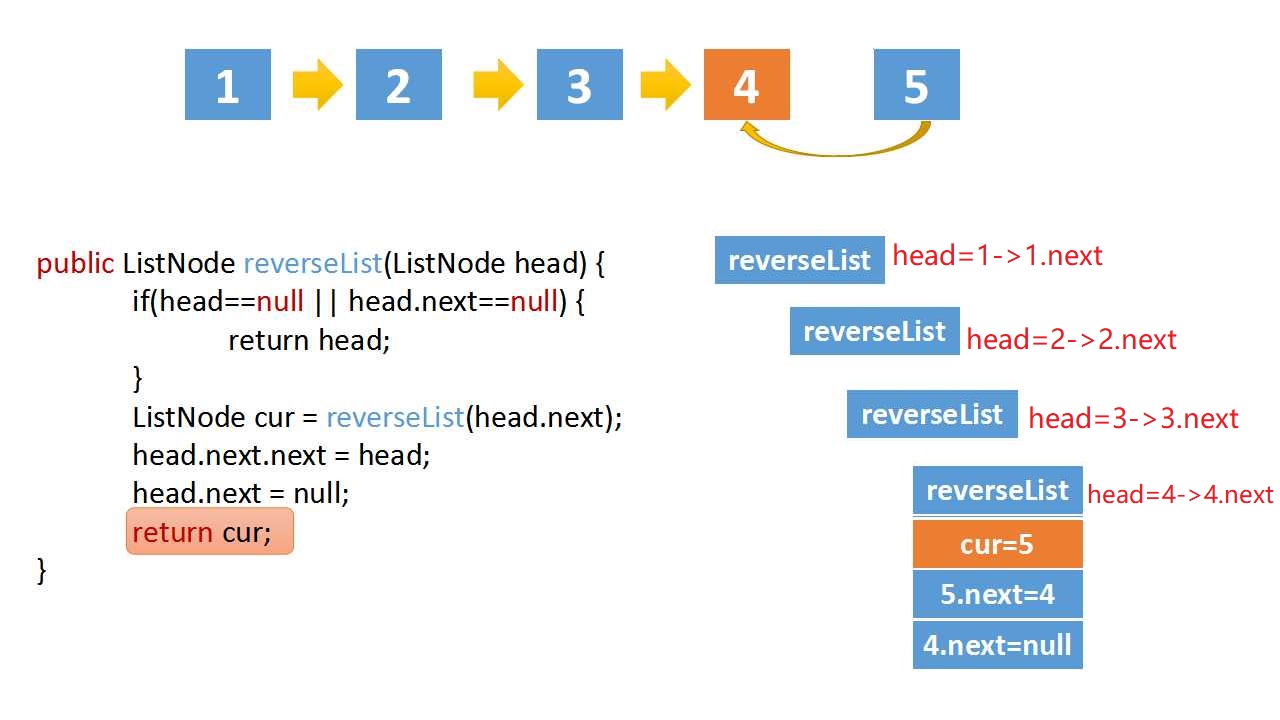 1 2 3 4 5
public ListNode reverseList(ListNode head) {
if(head==null || head.next==null) {
return head;
}
ListNode cur = reverseList(head.next);
head.next.next = head;
head.next = null;
return cur;
}
reverseList head=1->1.next
reverseList head=2->2.next
reverseList head=3->3.next
reverseList head=4->4.next
cur=5
5.next=4
4.next=null